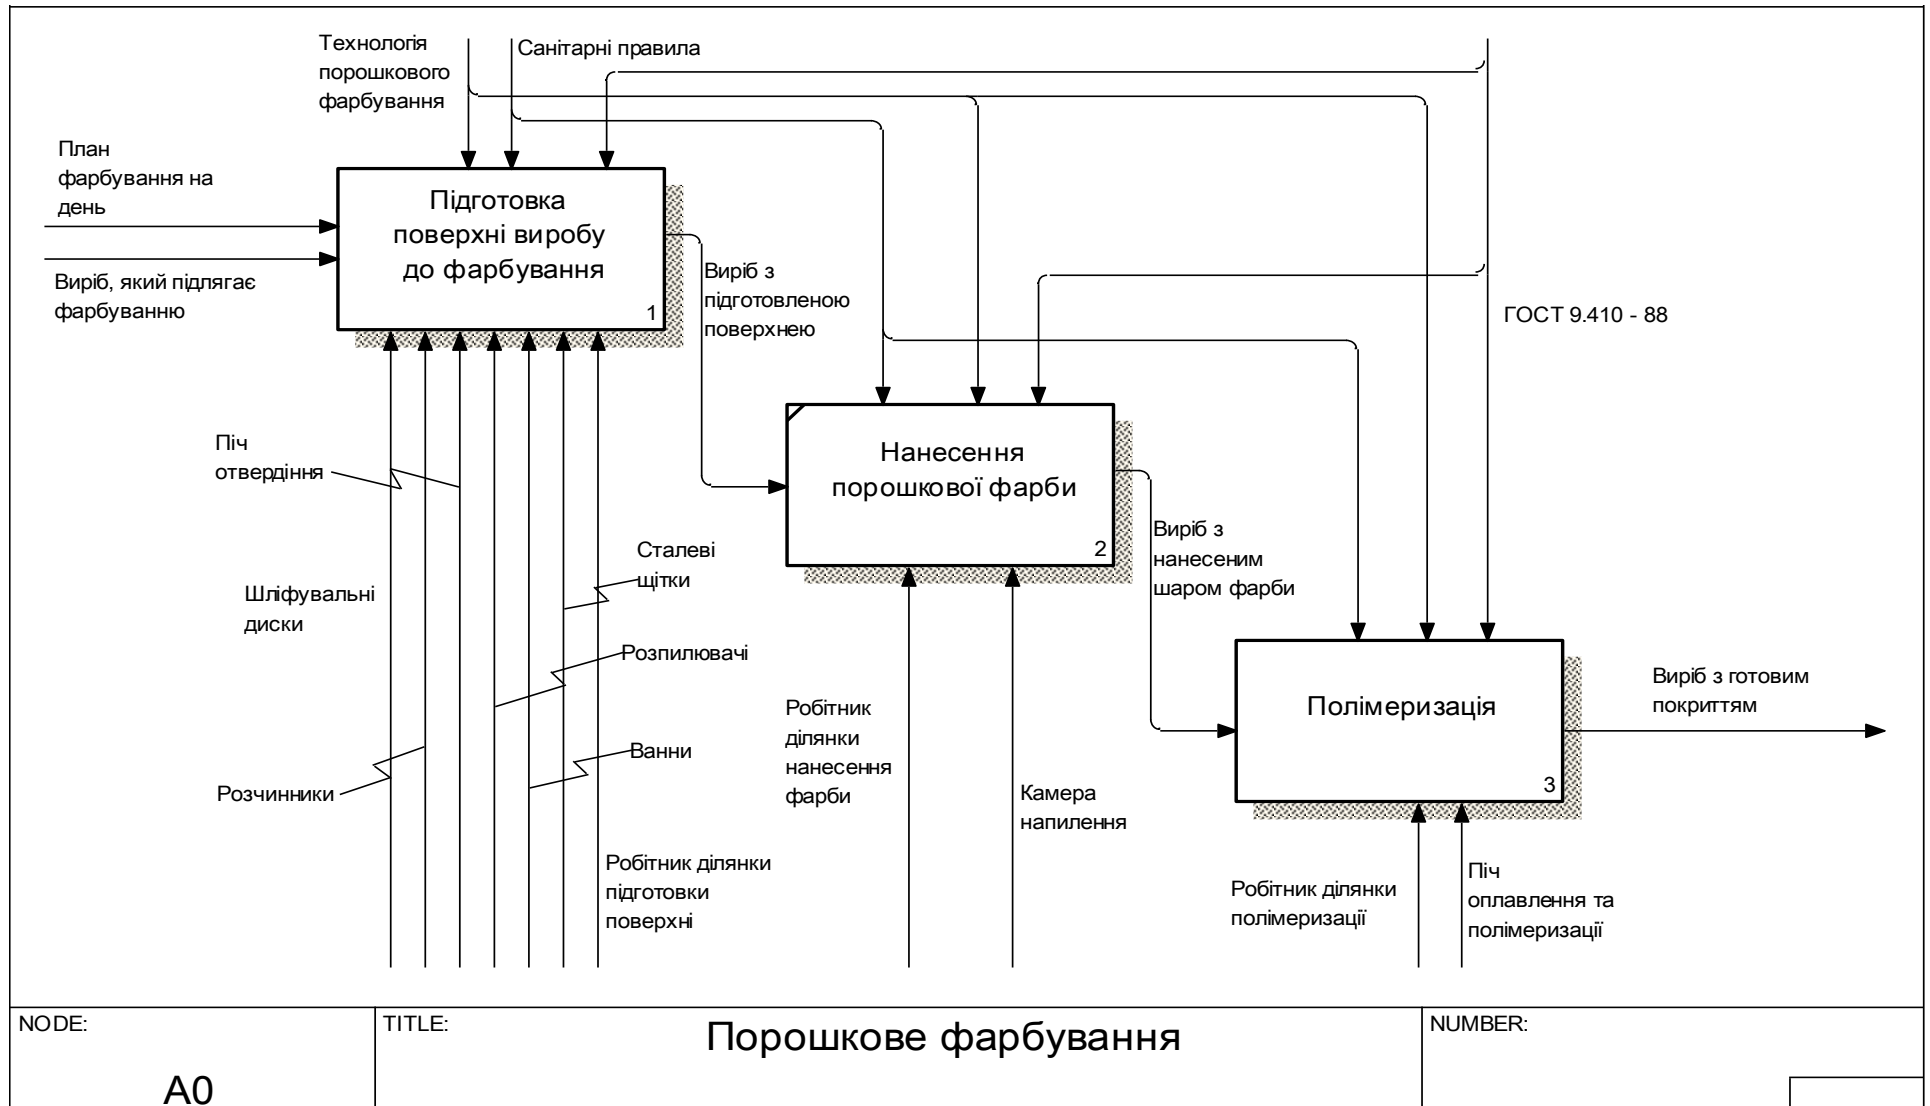 Технологія
порошкового
фарбування
Санітарні правила
План
фарбування на
день
Виріб, який підлягає
фарбуванню
Підготовка
поверхні виробу
до фарбування
1
Виріб з
підготовленою
поверхнею
ГОСТ 9.410 - 88
Піч
отвердіння
Шліфувальні
диски
Розчинники
Сталеві
щітки
Розпилювачі
Ванни
Робітник ділянки
підготовки
поверхні
Нанесення
порошкової фарби
2
Виріб з
нанесеним
шаром фарби
Робітник
ділянки
нанесення
фарби
Камера
напилення
Полімеризація
3
Виріб з готовим
покриттям
Робітник ділянки
полімеризації
Піч
оплавлення та
полімеризації
NODE:
A0
TITLE:
Порошкове фарбування
NUMBER: